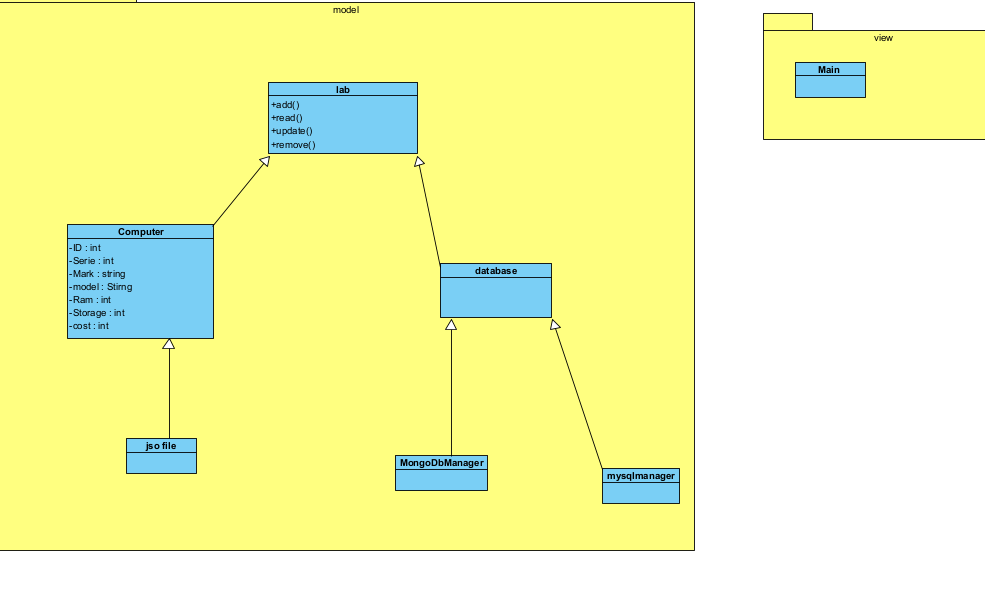 model
view
Main
lab
+add()
+read()
+update()
+remove()
Computer
-ID : int
-Serie : int
-Mark : string
-model : Stirng
-Ram : int
-Storage : int
-cost : int
database
jso file
MongoDbManager
mysqlmanager